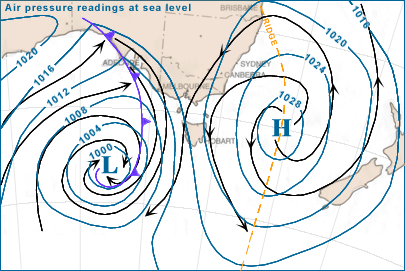 Air pressure readings at sea level
BRISBANE
1016
1020
RIDGE
1020
1016
ADELAIDE
SYDNEY
1024
CANBERRA
MELBOURNE
1012
1028
1008
1004
H
HOBART
1000
L